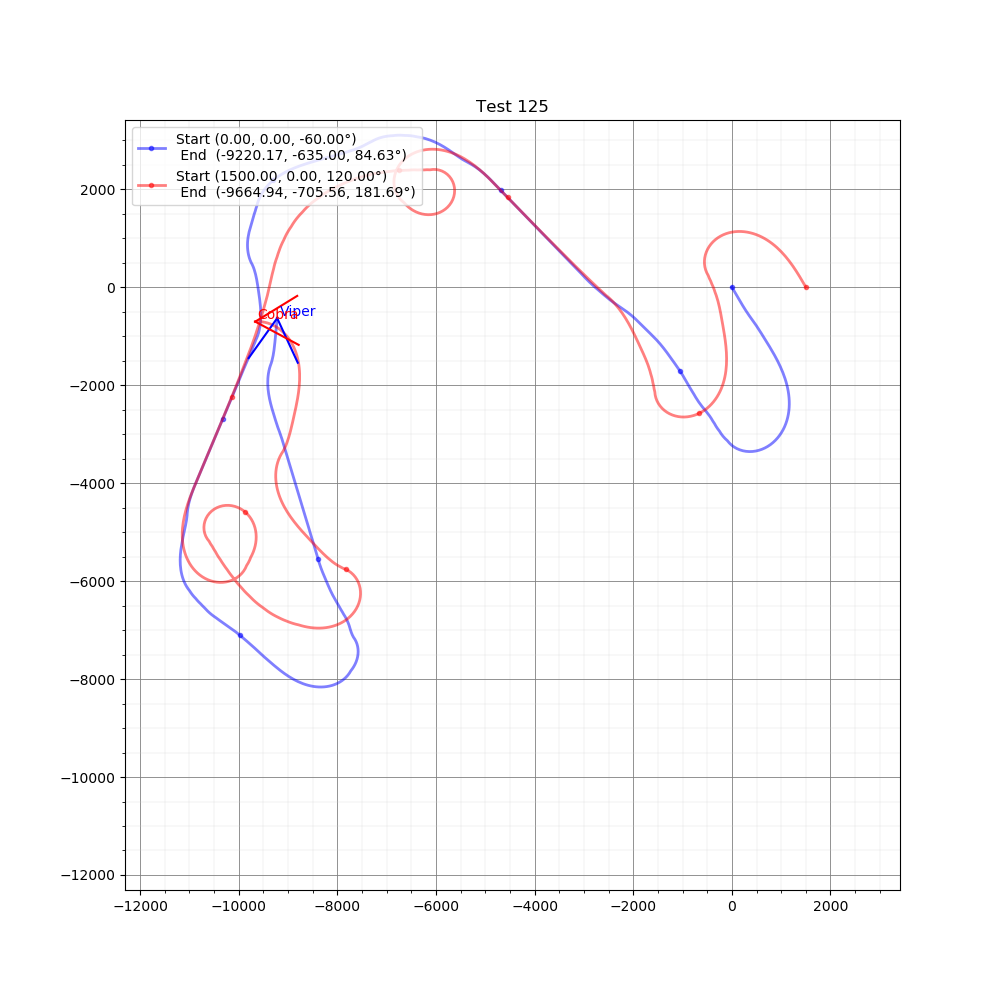 Test 125
Start (0.00, 0.00, -60.00°)
End (-9220.17, -635.00, 84.63°)
Start (1500.00, 0.00, 120.00°)
End (-9664.94, -705.56, 181.69°)
2000
0
−2000
−4000
−6000
−8000
−10000
−12000
Viper
Cobra
−12000 −10000 −8000 −6000 −4000 −2000 0 2000